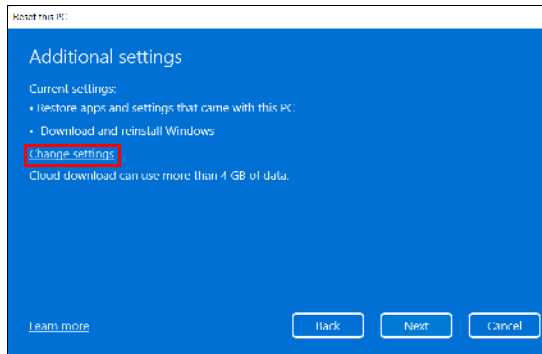 Reset this PC
Additional settings
Current settings:
• Restore apps and settings that came with this PC
• Download and reinstall Windows
Change settings
Cloud download can use more than 4 GB of data.
Learn more
Back
Next
Cancel